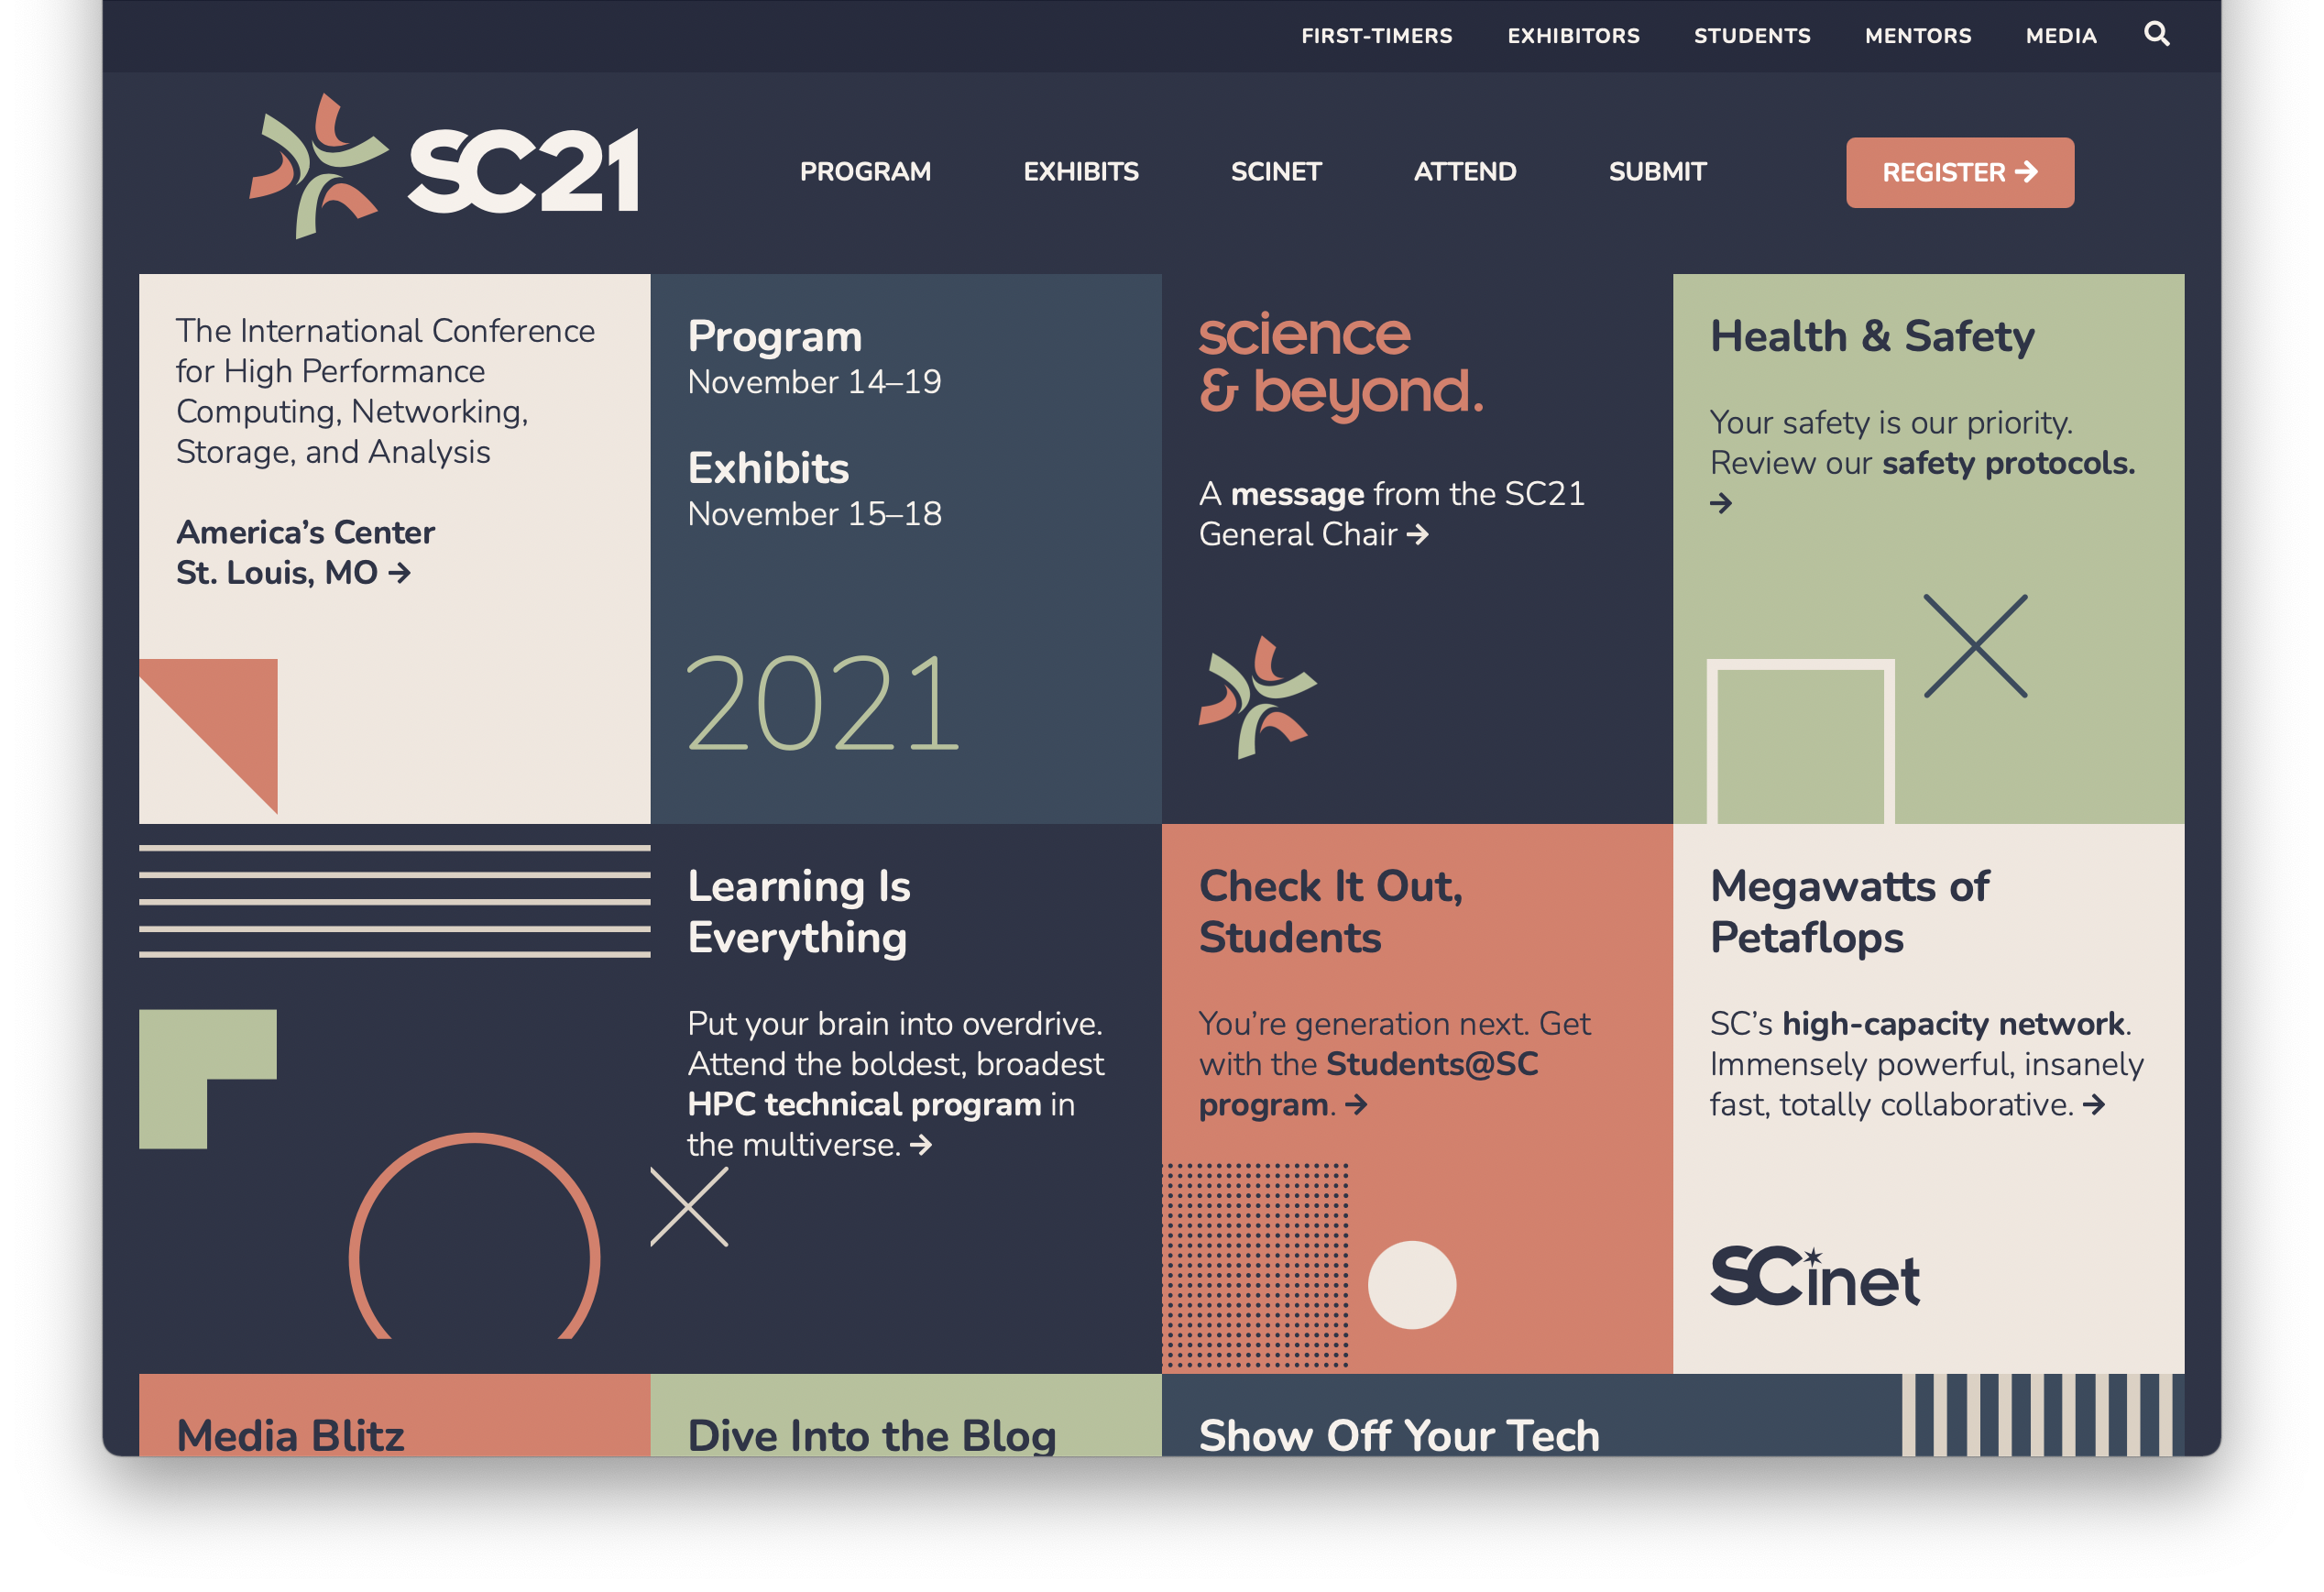 FIRST-TIMERS EXHIBITORS STUDENTS MENTORS MEDIA
SC21
PROGRAM EXHIBITS SCINET ATTEND SUBMIT REGISTER →
The International Conference
for High Performance
Computing, Networking,
Storage, and Analysis
America’s Center
St. Louis, MO →
Program
November 14–19
Exhibits
November 15–18
2021
science
& beyond.
A message from the SC21
General Chair →
Health & Safety
Your safety is our priority.
Review our safety protocols.
→
Learning Is
Everything
Put your brain into overdrive.
Attend the boldest, broadest
HPC technical program in
the multiverse. →
Check It Out,
Students
You’re generation next. Get
with the Students@SC
program. →
Megawatts of
Petaflops
SC’s high-capacity network.
Immensely powerful, insanely
fast, totally collaborative. →
SCinet
Media Blitz
Dive Into the Blog
Show Off Your Tech